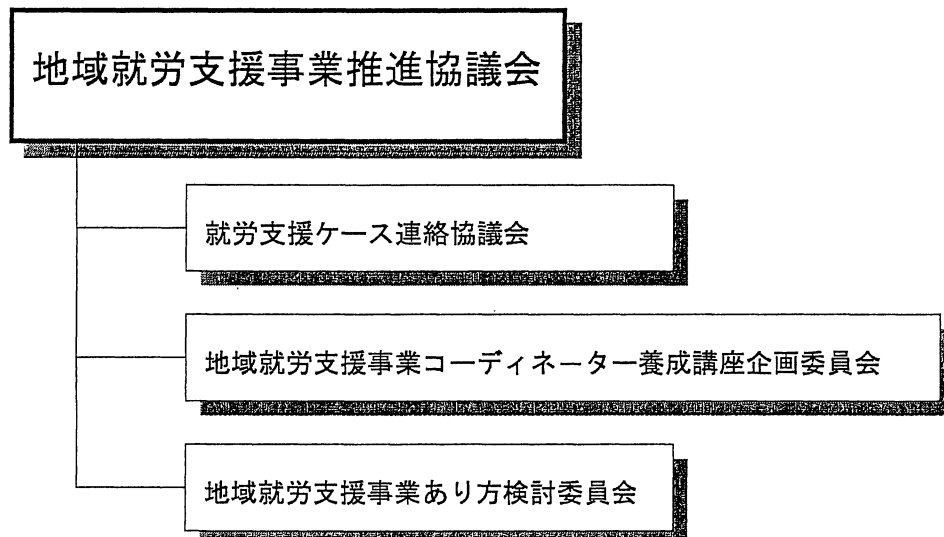 地域就労支援事業推進協議会
就労支援ケース連絡協議会
地域就労支援事業コーディネーター養成講座企画委員会
地域就労支援事業あり方検討委員会